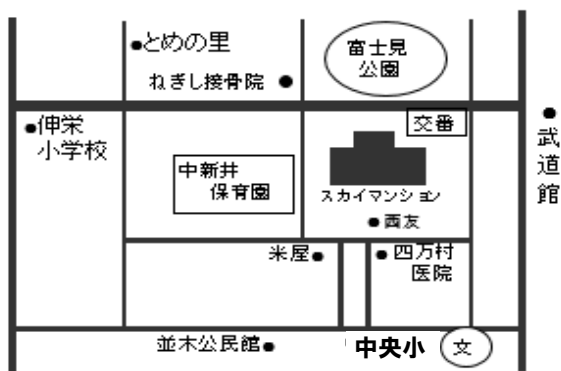 とめの里
ねぎし接骨院
富士見
公園
伸栄
小学校
交番
武道館
中新井
保育園
スカイマンション
西友
米屋
四万村
医院
並木公民館
中央小
文